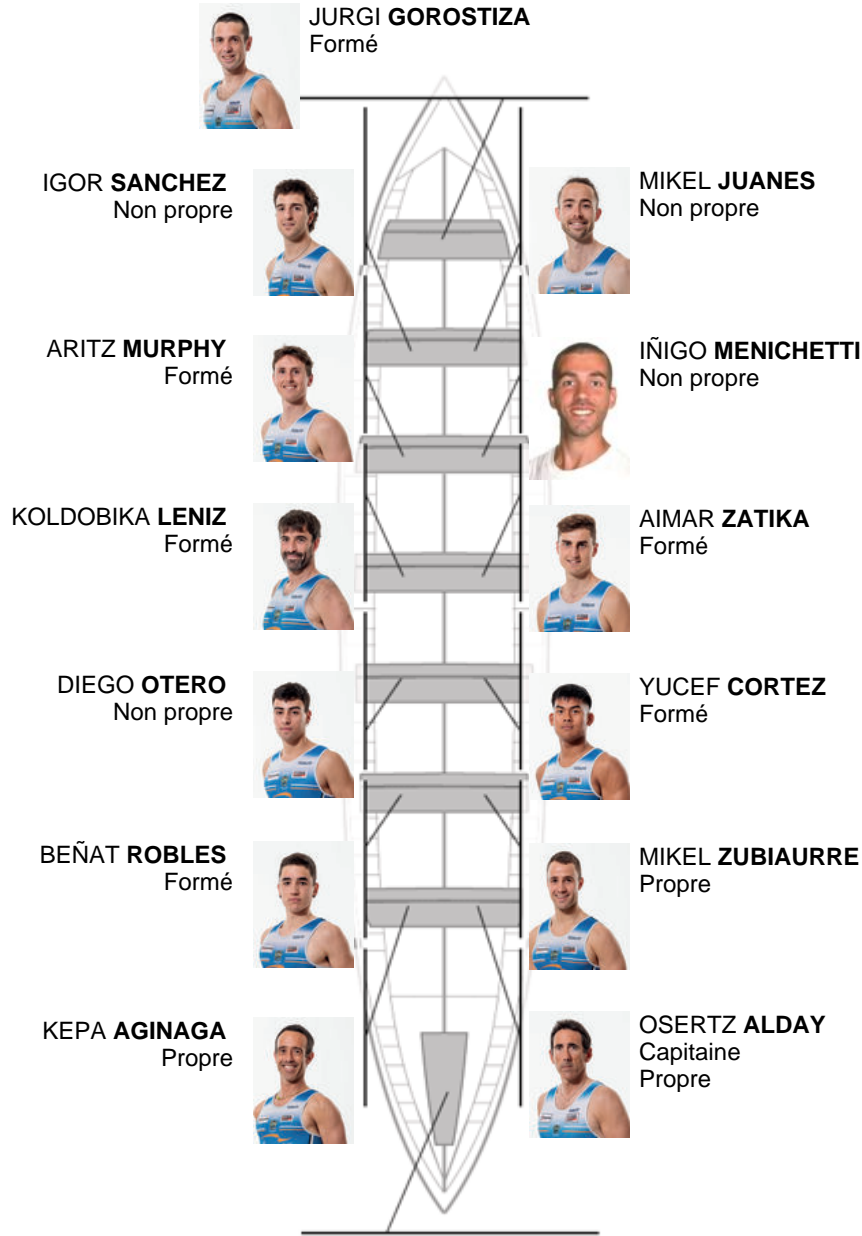 JURGI GOROSTIZA
Formé
IGOR SANCHEZ
Non propre
MIKEL JUANES
Non propre
ARITZ MURPHY
Formé
IÑIGO MENICHETTI
Non propre
KOLDOBIKA LENIZ
Formé
AIMAR ZATIKA
Formé
DIEGO OTERO
Non propre
YUCEF CORTEZ
Formé
BEÑAT ROBLES
Formé
MIKEL ZUBIAURRE
Propre
KEPA AGINAGA
Propre
OSERTZ ALDAY
Capitaine
Propre